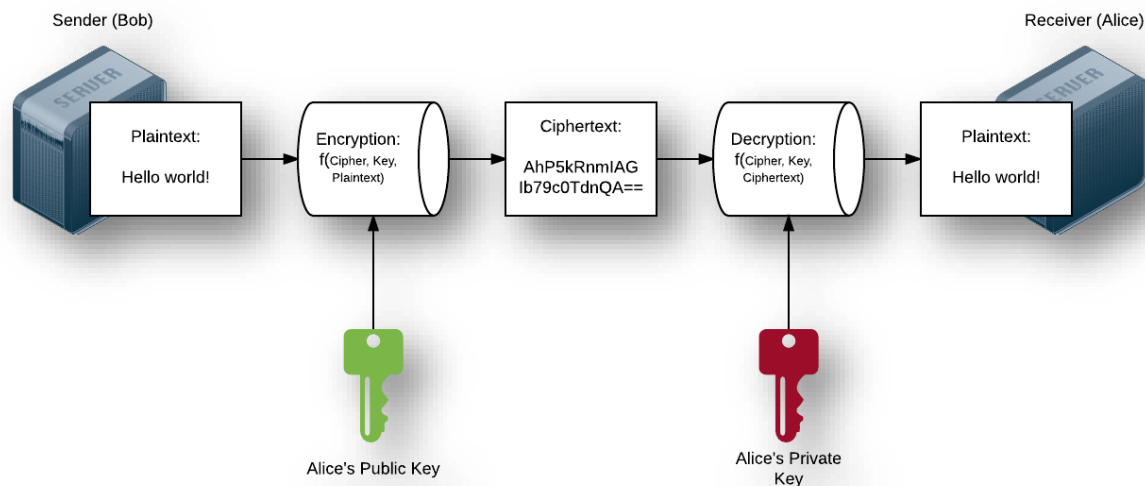 Sender (Bob)
Receiver (Alice)
SERVER
SERVER
Plaintext:
Hello world!
Encryption:
f(Cipher, Key,
Plaintext)
Ciphertext:
AhP5kRnmIAG
Ib79c0TdnQA==
Decryption:
f(Cipher, Key,
Ciphertext)
Plaintext:
Hello world!
Alice's Public Key
Alice's Private
Key